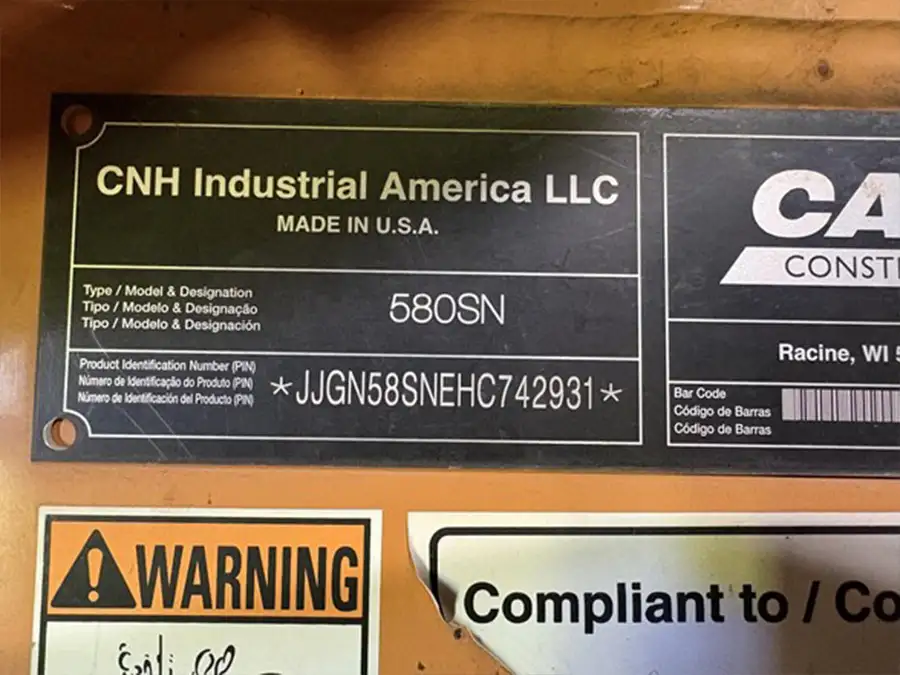 CNH Industrial America LLC
MADE IN U.S.A.
Type / Model & Designation
Tipo / Modelo & Designação
Tipo / Modelo & Designación
580SN
Product Identification Number (PIN)
Número de Identificação do Produto (PIN)
Número de Identificación del Producto (PIN)
*JJGN58SNEHC742931*
CA
CONST
Racine, WI 5
Bar Code
Código de Barras
Código de Barras
WARNING
Compliant to / Co